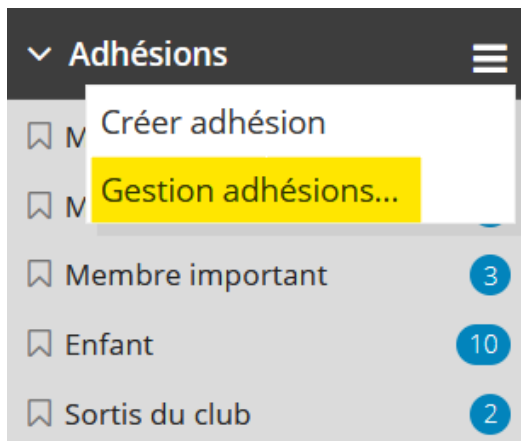 Adhésions
Créer adhésion
Gestion adhésions...
Membre important
3
Enfant
10
Sortis du club
2